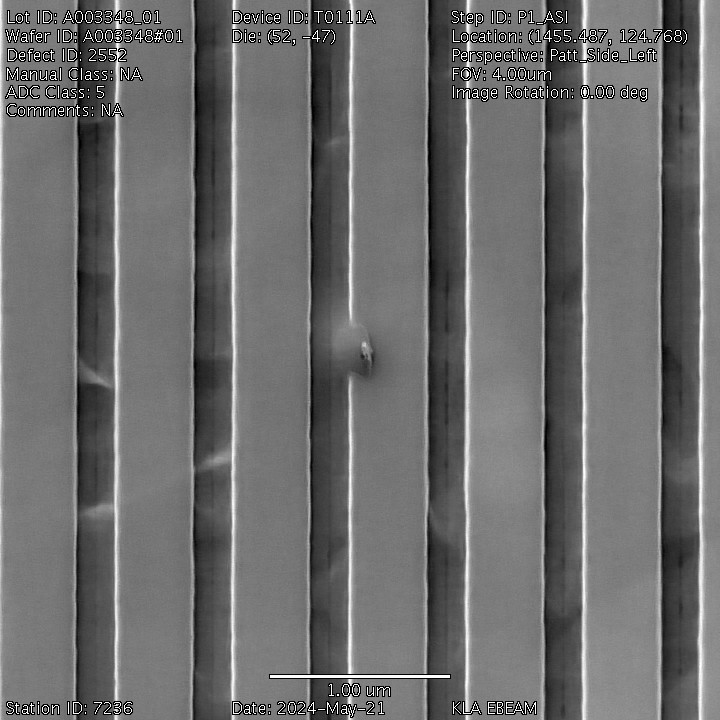 Lot ID: A003348_01 Device ID: T0111A Step ID: P1_ASI
Wafer ID: A003348#01 Die: (52, -47) Location: (1455.487, 124.768)
Defect ID: 2552 Perspective: Patt_Side_Left
Manual Class: NA FOV: 4.00um
ADC Class: 5 Image Rotation: 0.00 deg
Comments: NA
1.00 um
Station ID: 7236 Date: 2024-May-21 KLA EBEAM